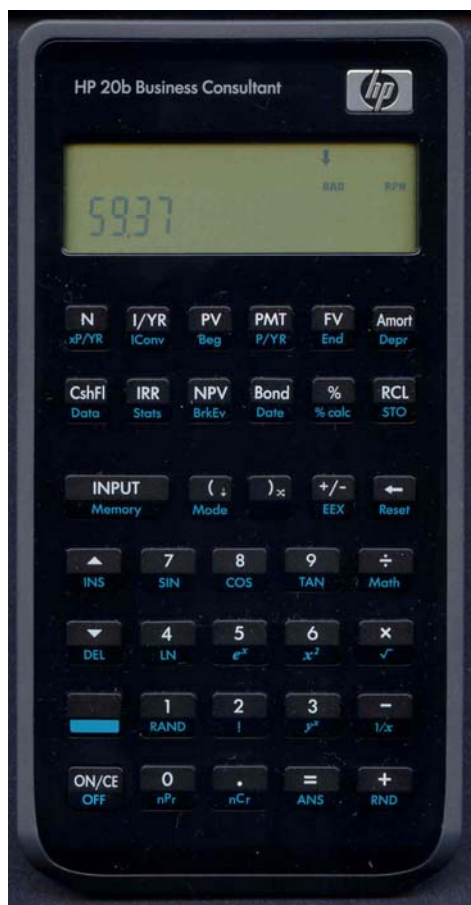 HP 20b Business Consultant
hp
RAD RPN
59.37
N I/YR PV PMT FV Amort
xP/YR IConv Beg P/YR End Depr
CshFl IRR NPV Bond % RCL
Data Stats BrkEv Date % calc STO
INPUT (↓ )x +/- ←
Memory Mode EEX Reset
▲ 7 8 9 ÷
INS SIN COS TAN Math
▼ 4 5 6 ×
DEL LN eˣ x² √
1 2 3 −
RAND ! yˣ 1/x
ON/CE 0 . = +
OFF nPr nCr ANS RND